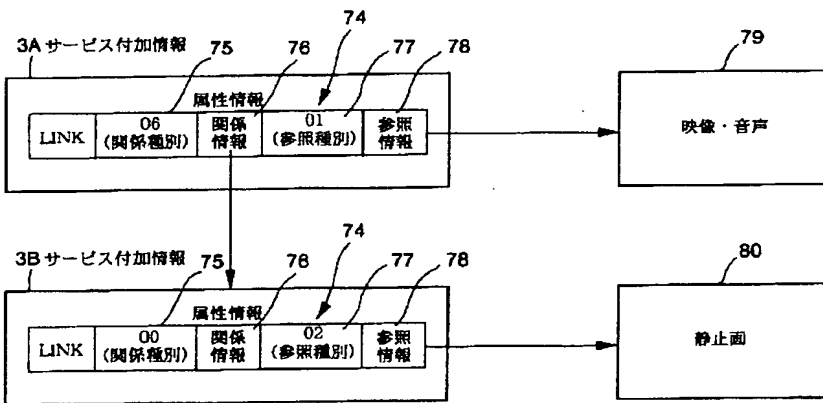 3A サービス付加情報
75
76
74
77
78
79
属性情報
LINK
06
(関係種別)
関係
情報
01
(参照種別)
参照
情報
映像・音声
3B サービス付加情報
75
76
74
77
78
80
属性情報
LINK
00
(関係種別)
関係
情報
02
(参照種別)
参照
情報
静止画